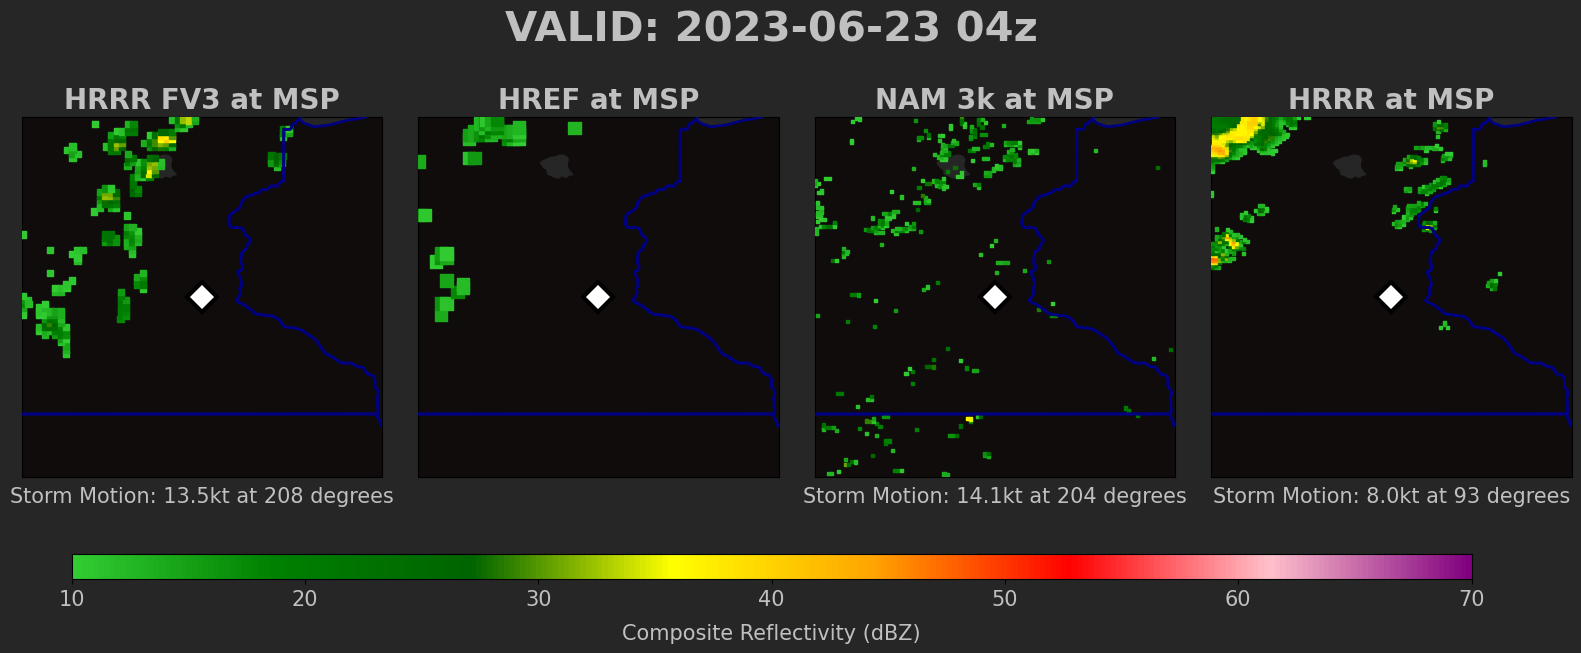 VALID: 2023-06-23 04z
HRRR FV3 at MSP
HREF at MSP
NAM 3k at MSP
HRRR at MSP
Storm Motion: 13.5kt at 208 degrees
Storm Motion: 14.1kt at 204 degrees
Storm Motion: 8.0kt at 93 degrees
10 20 30 40 50 60 70
Composite Reflectivity (dBZ)